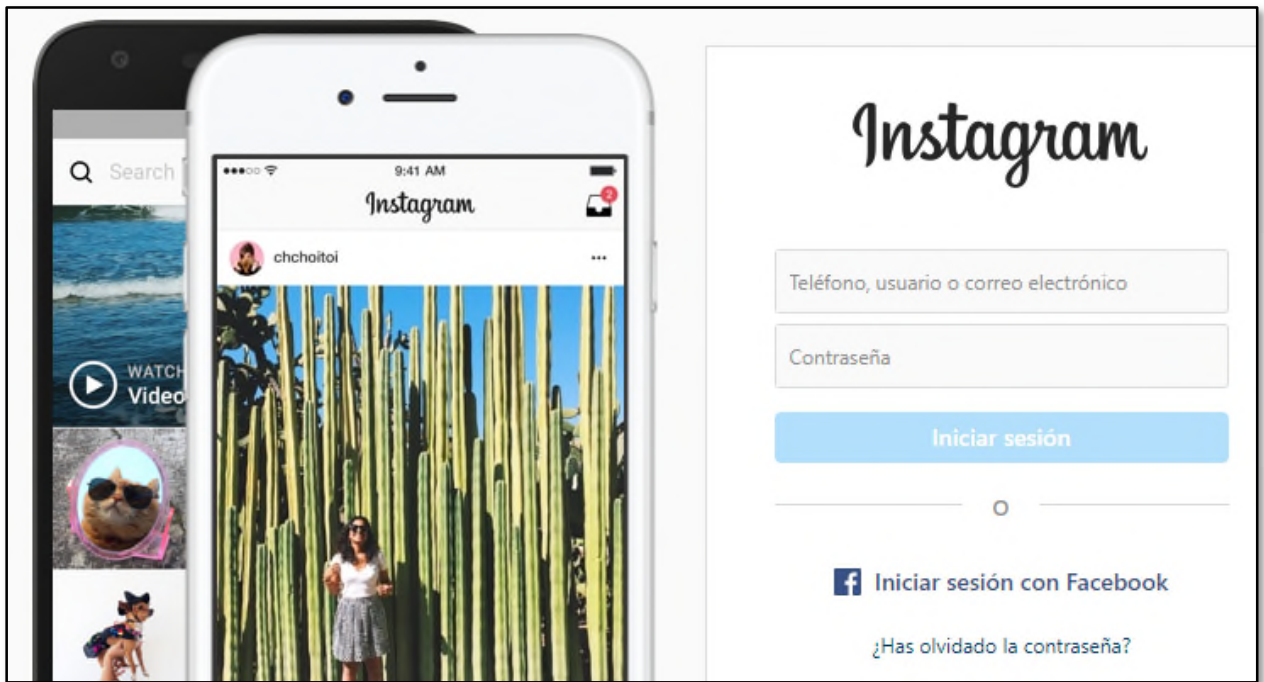 Search
WATCH
Video
9:41 AM
Instagram
2
chchoitoi
Instagram
Teléfono, usuario o correo electrónico
Contraseña
Iniciar sesión
O
Iniciar sesión con Facebook
¿Has olvidado la contraseña?